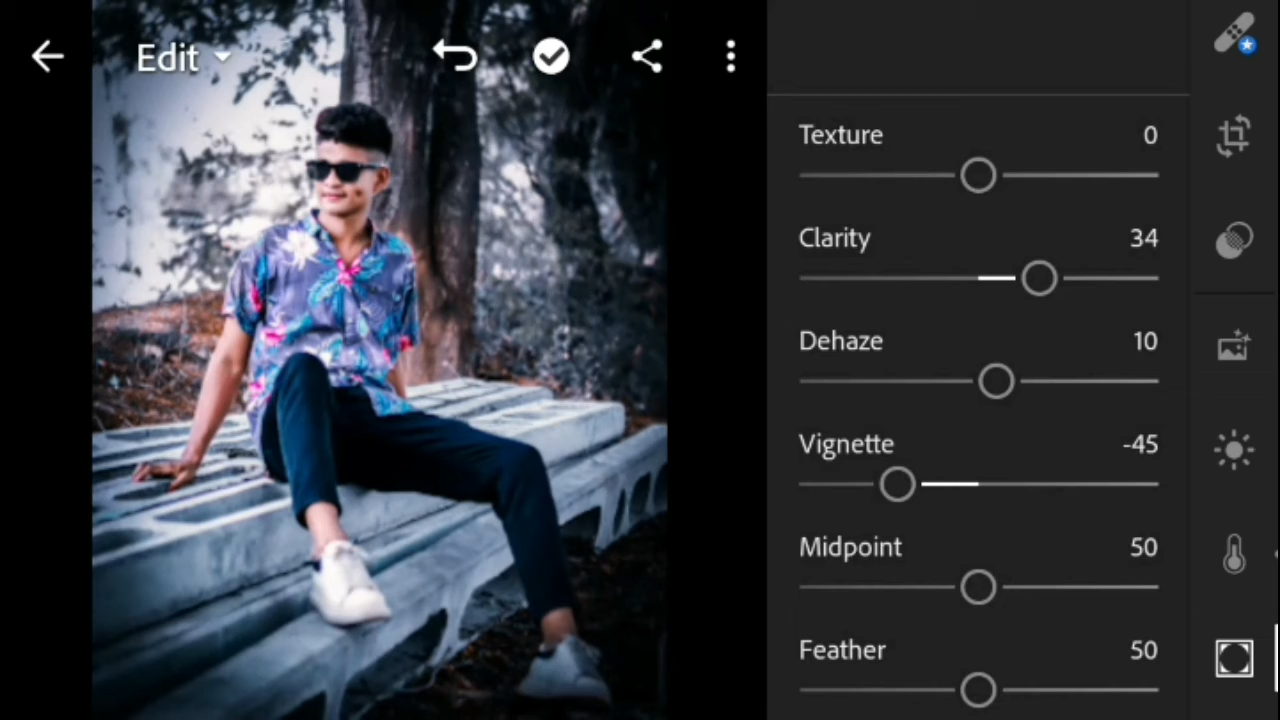 Edit
Texture 0
Clarity 34
Dehaze 10
Vignette -45
Midpoint 50
Feather 50